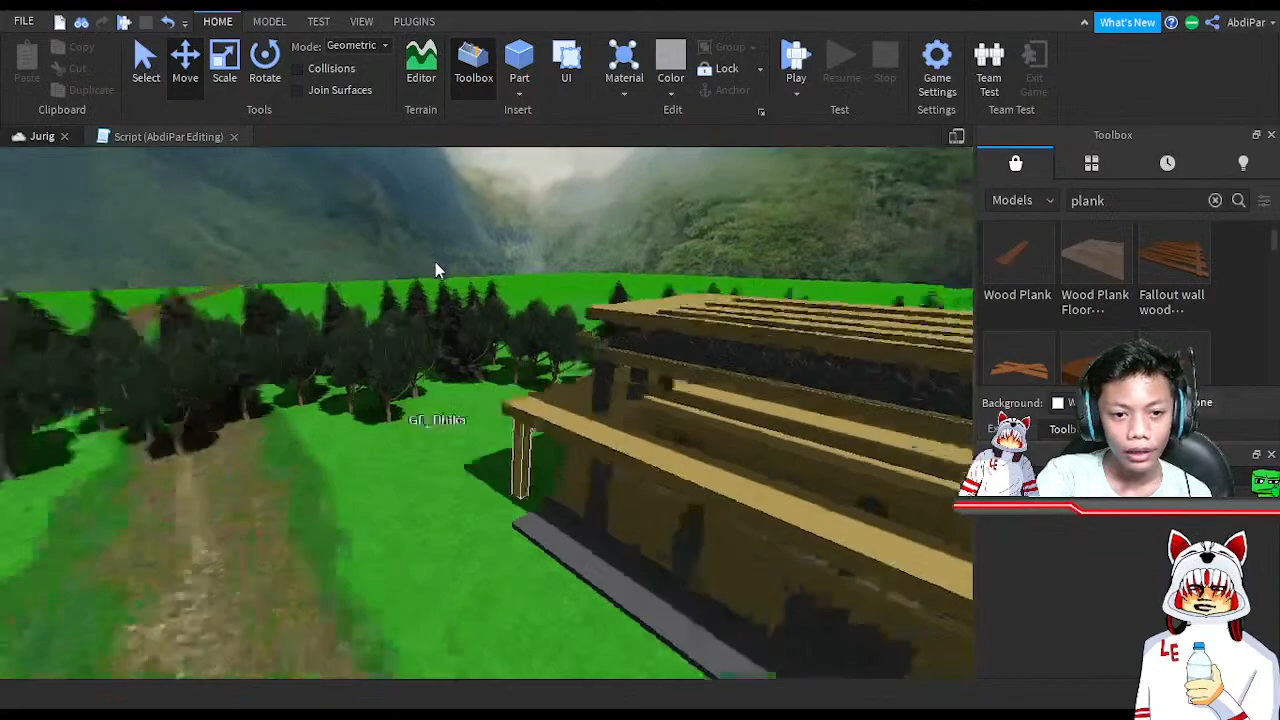 FILE HOME MODEL TEST VIEW PLUGINS What's New AbdiPar
Paste Copy Cut Duplicate Clipboard
Select Move Scale Rotate Mode: Geometric Collisions Join Surfaces Tools
Editor Terrain
Toolbox Part UI Insert
Material Color Group Lock Anchor Edit
Play Resume Stop Test
Game Settings Settings
Team Test Exit Game Team Test
Jurig Script (AbdiPar Editing) Toolbox
Models plank
Wood Plank Wood Plank Floor··· Fallout wall wood···
Background:
Toolb
LE
LE